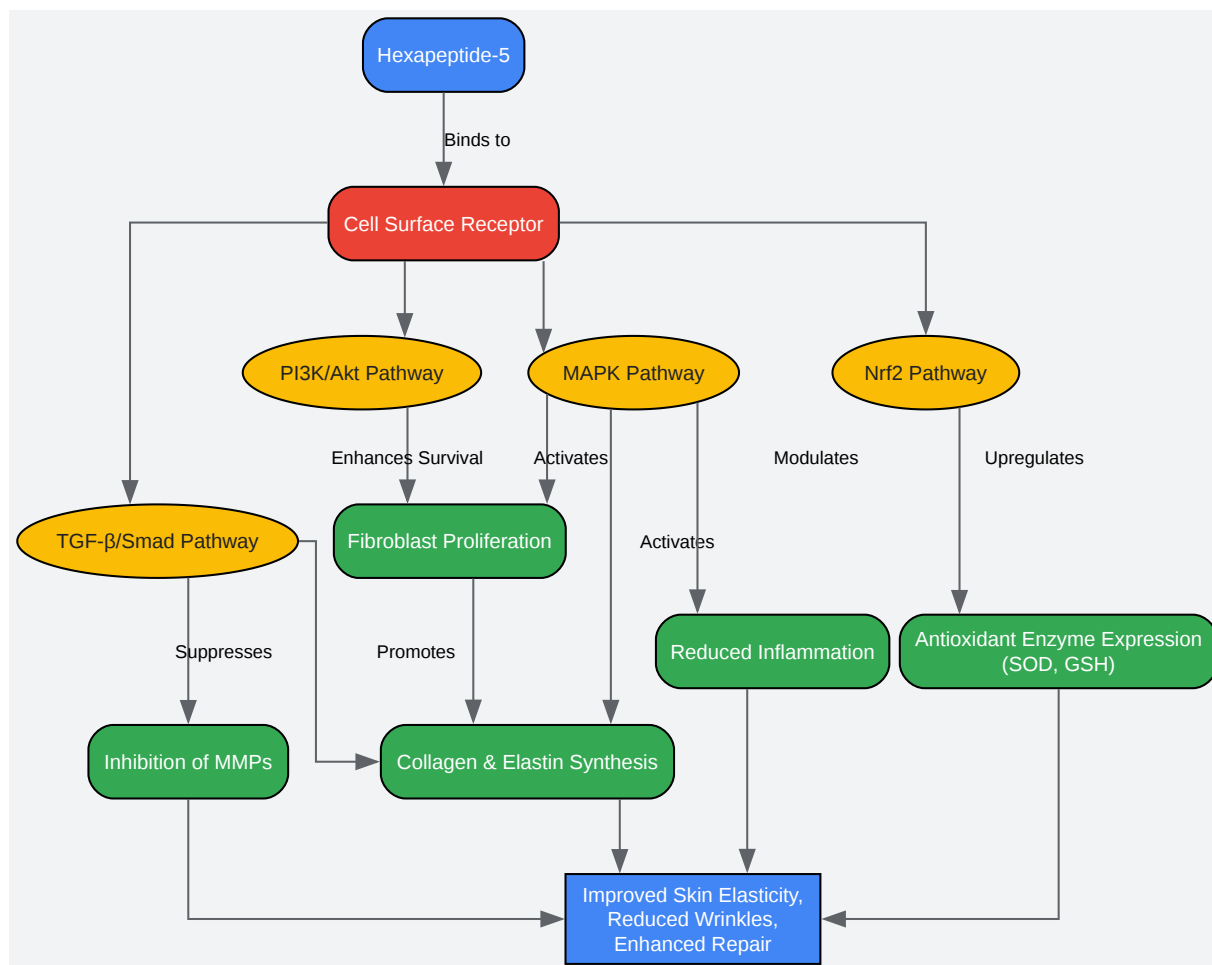 Hexapeptide-5
Binds to
Cell Surface Receptor
PI3K/Akt Pathway
MAPK Pathway
Nrf2 Pathway
Enhances Survival
Activates
Modulates
Upregulates
TGF-β/Smad Pathway
Fibroblast Proliferation
Activates
Suppresses
Promotes
Reduced Inflammation
Antioxidant Enzyme Expression
(SOD, GSH)
Inhibition of MMPs
Collagen & Elastin Synthesis
Improved Skin Elasticity,
Reduced Wrinkles,
Enhanced Repair